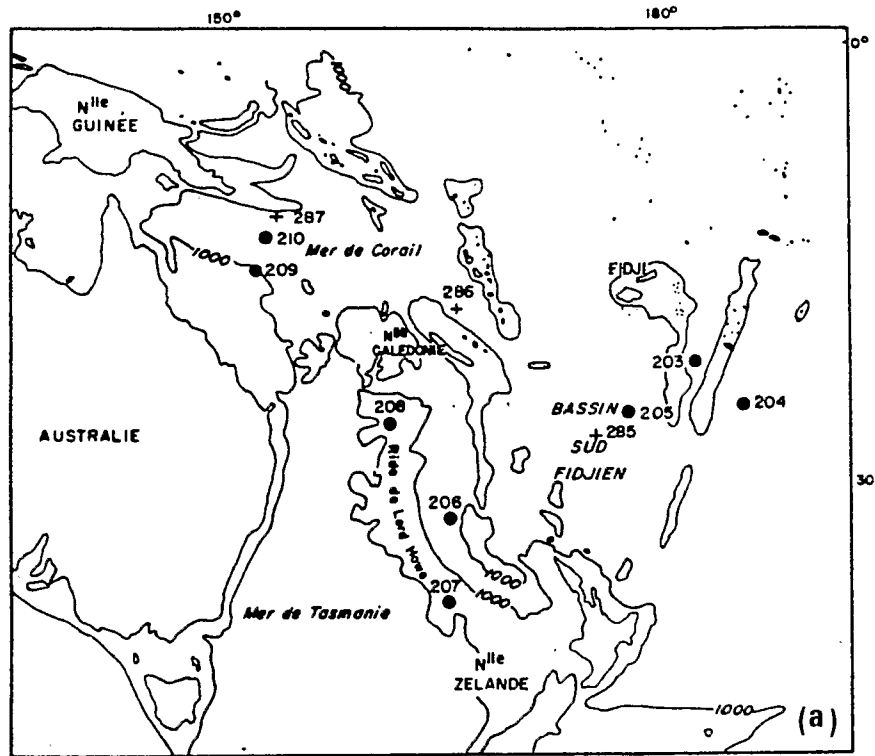 150° 180°
0°
1000
Nlle
GUINÉE
287
210
Mer de Corail
1000
209
286
FIDJI
Nlle
CALEDONIE
203
208
BASSIN
205
204
285
AUSTRALIE
SUD
FIDJIEN
30
Ride de Lord Howe
206
1000
1000
207
Mer de Tasmanie
Nlle
ZELANDE
1000
(a)